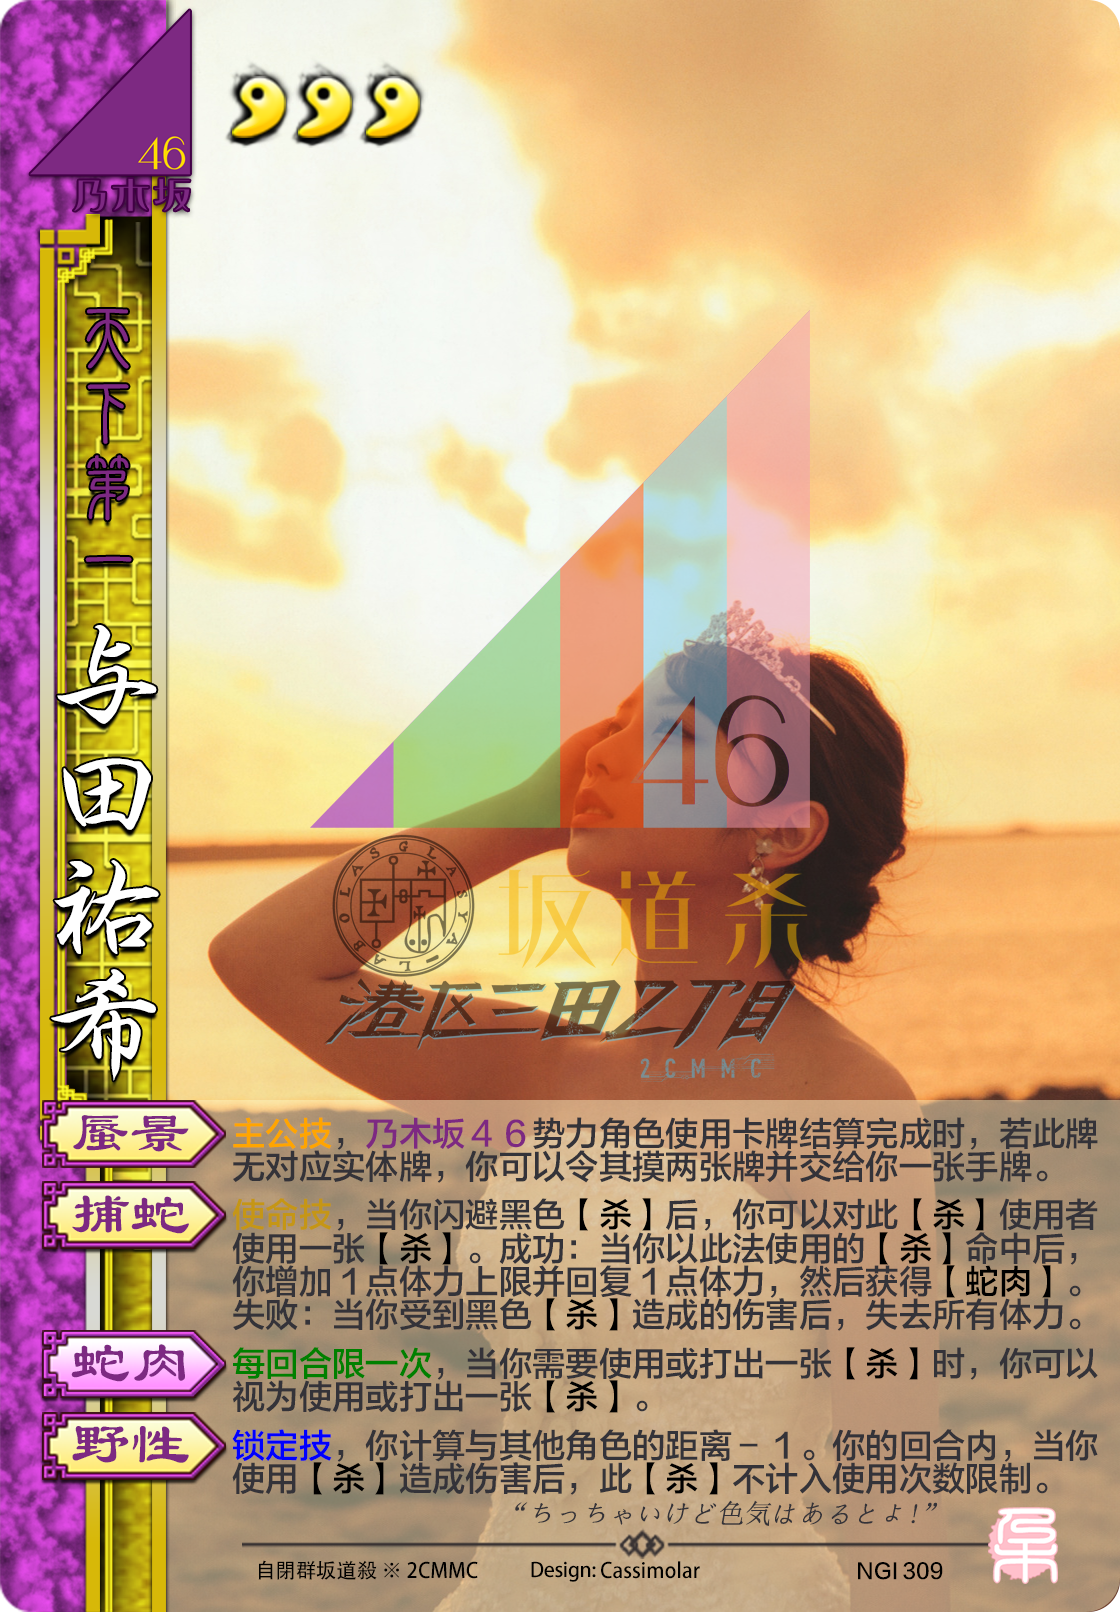 46
乃木坂
天下第一
与田祐希
46
GLASYALABOLAS
坂道杀
港区三田乙丁目
2CMMC
蜃景
主公技，乃木坂４６势力角色使用卡牌结算完成时，若此牌
无对应实体牌，你可以令其摸两张牌并交给你一张手牌。
捕蛇
使命技，当你闪避黑色【杀】后，你可以对此【杀】使用者
使用一张【杀】。成功：当你以此法使用的【杀】命中后，
你增加１点体力上限并回复１点体力，然后获得【蛇肉】。
失败：当你受到黑色【杀】造成的伤害后，失去所有体力。
蛇肉
每回合限一次，当你需要使用或打出一张【杀】时，你可以
视为使用或打出一张【杀】。
野性
锁定技，你计算与其他角色的距离－１。你的回合内，当你
使用【杀】造成伤害后，此【杀】不计入使用次数限制。
“ちっちゃいけど色気はあるとよ！”
自閉群坂道殺 ※ 2CMMC
Design: Cassimolar
NGI 309